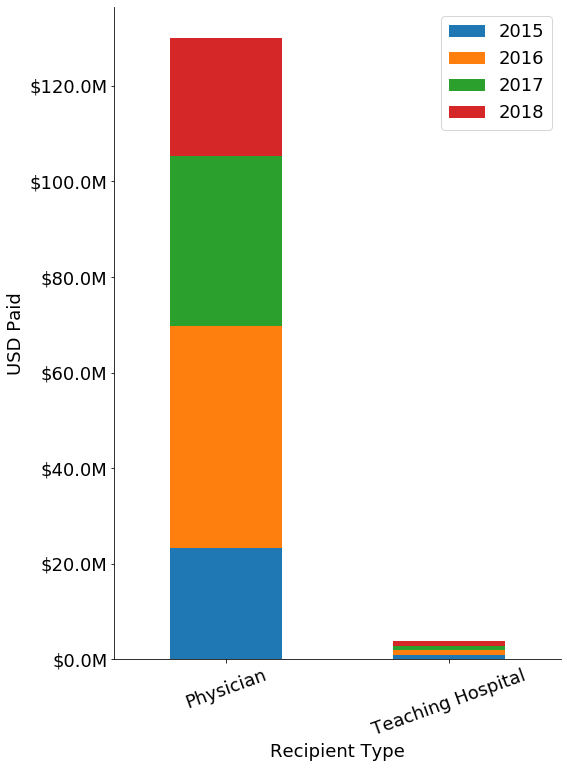 2015
2016
2017
2018
$120.0M
$100.0M
$80.0M
$60.0M
$40.0M
$20.0M
$0.0M
USD Paid
Physician
Teaching Hospital
Recipient Type